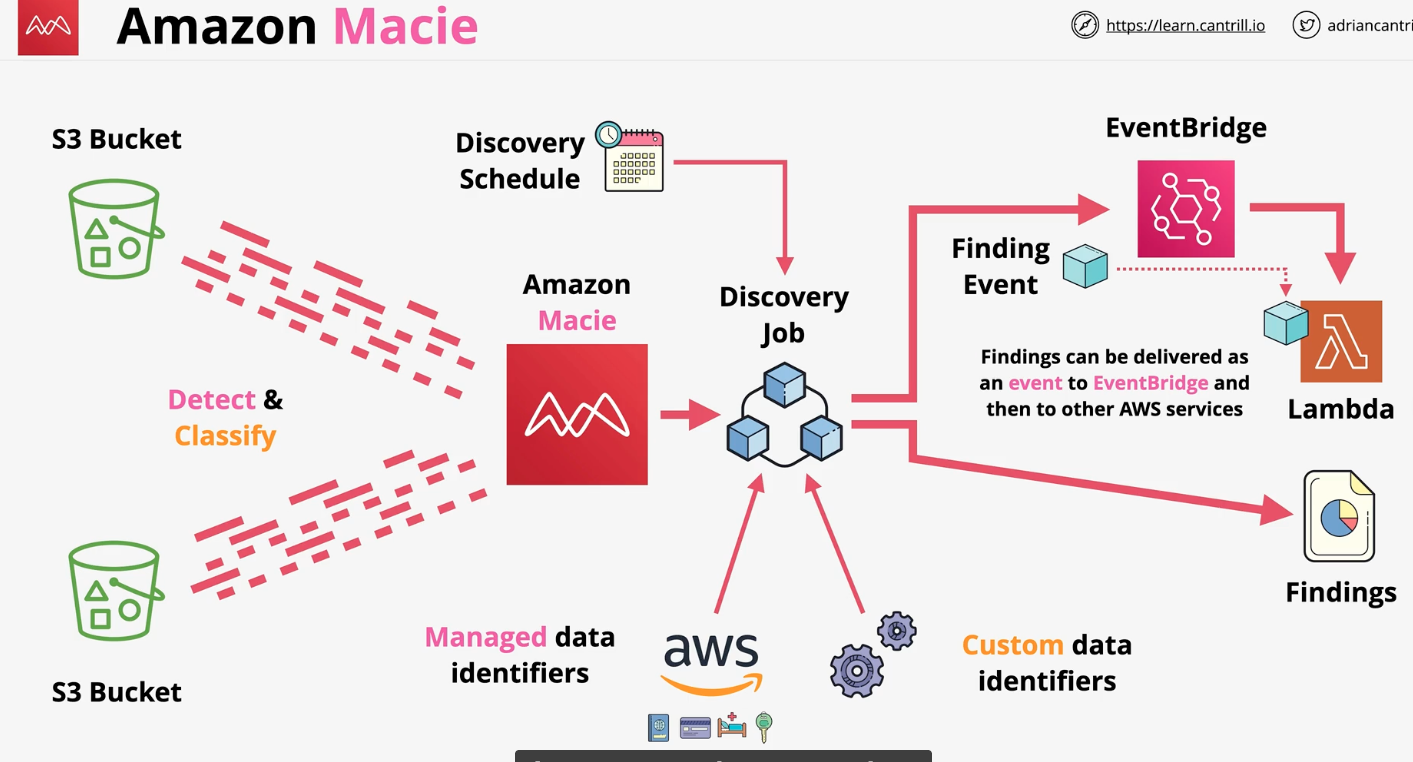 Amazon Macie
https://learn.cantrill.io
adriancantri
S3 Bucket
Discovery
Schedule
EventBridge
Finding
Event
Amazon
Macie
Discovery
Job
Detect &
Classify
Findings can be delivered as
an event to EventBridge and
then to other AWS services
Lambda
Findings
Managed data
identifiers
aws
Custom data
identifiers
S3 Bucket